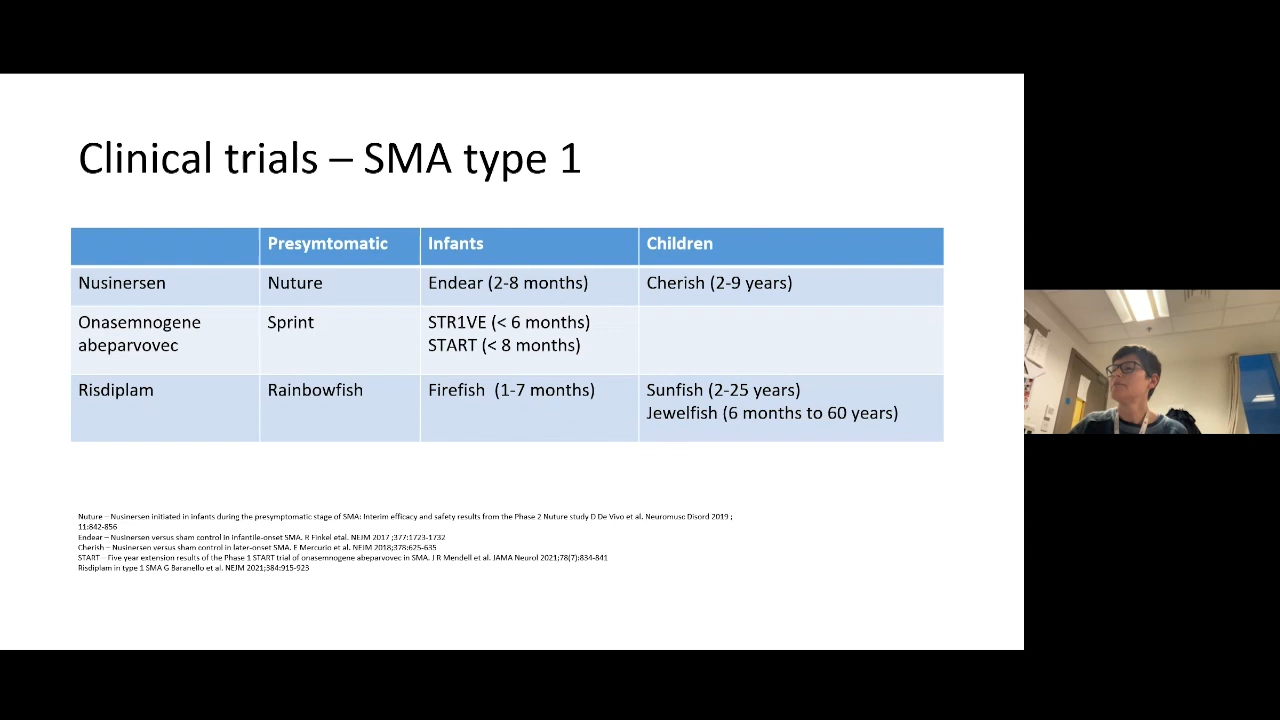 Clinical trials – SMA type 1
Presymtomatic Infants Children
Nusinersen Nuture Endear (2-8 months) Cherish (2-9 years)
Onasemnogene abeparvovec Sprint STR1VE (< 6 months)
START (< 8 months)
Risdiplam Rainbowfish Firefish (1-7 months) Sunfish (2-25 years)
Jewelfish (6 months to 60 years)
Nuture – Nusinersen initiated in infants during the presymptomatic stage of SMA: Interim efficacy and safety results from the Phase 2 Nuture study D De Vivo et al. Neuromusc Disord 2019 ;
11:842-856
Endear – Nusinersen versus sham control in infantile-onset SMA. R Finkel etal. NEJM 2017 ;377:1723-1732
Cherish – Nusinersen versus sham control in later-onset SMA. E Mercurio et al. NEJM 2018;378:625-635
START – Five year extension results of the Phase 1 START trial of onasemnogene abeparvovec in SMA. J R Mendell et al. JAMA Neurol 2021;78(7):834-841
Risdiplam in type 1 SMA G Baranello et al. NEJM 2021;384:915-923